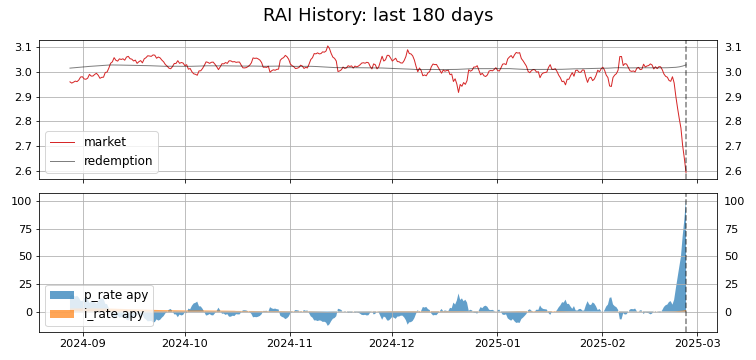 RAI History: last 180 days
3.1 3.1
3.0 3.0
2.9 2.9
2.8 2.8
2.7 2.7
2.6 2.6
market
redemption
100 100
75 75
50 50
25 25
0 0
p_rate apy
i_rate apy
2024-09 2024-10 2024-11 2024-12 2025-01 2025-02 2025-03